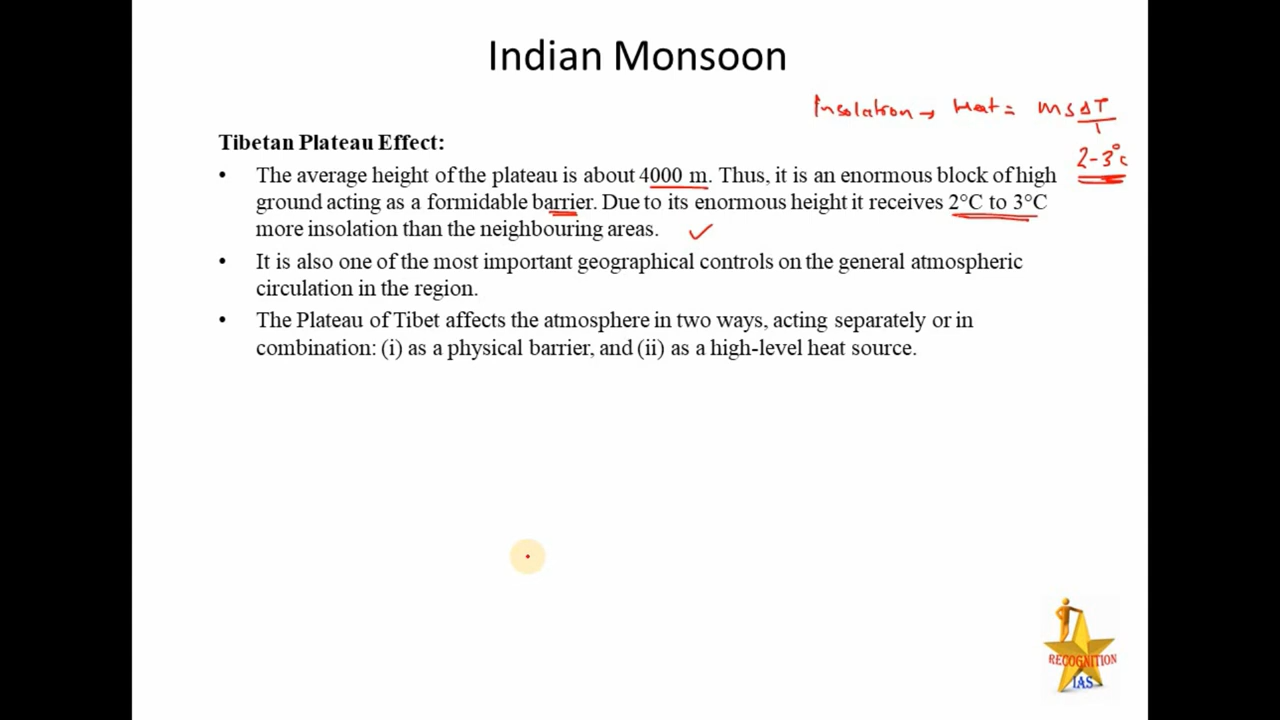 Indian Monsoon
Insolation → Heat = msΔT
2-3°c
Tibetan Plateau Effect:
• The average height of the plateau is about 4000 m. Thus, it is an enormous block of high
ground acting as a formidable barrier. Due to its enormous height it receives 2°C to 3°C
more insolation than the neighbouring areas.
• It is also one of the most important geographical controls on the general atmospheric
circulation in the region.
• The Plateau of Tibet affects the atmosphere in two ways, acting separately or in
combination: (i) as a physical barrier, and (ii) as a high-level heat source.
RECOGNITION
IAS